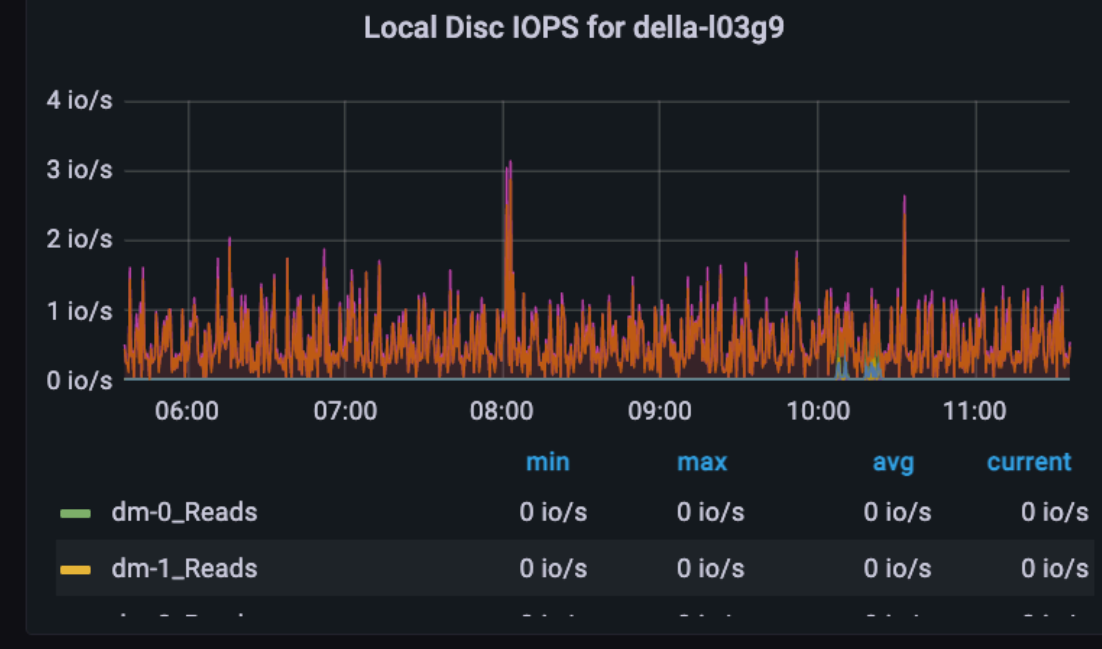 Local Disc IOPS for della-l03g9
4 io/s
3 io/s
2 io/s
1 io/s
0 io/s
06:00 07:00 08:00 09:00 10:00 11:00
min max avg current
dm-0_Reads 0 io/s 0 io/s 0 io/s 0 io/s
dm-1_Reads 0 io/s 0 io/s 0 io/s 0 io/s